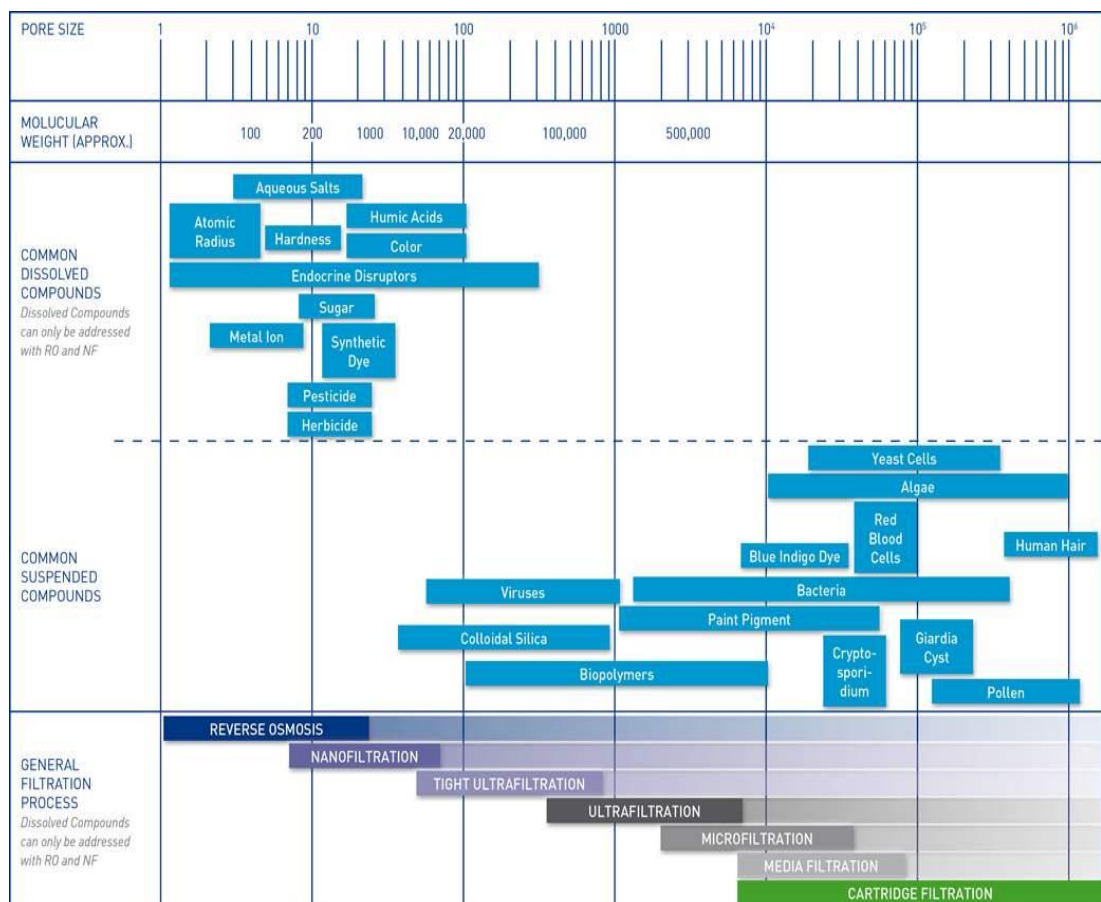 PORE SIZE 1 10 100 1000 10⁴ 10⁵ 10⁶
MOLUCULAR
WEIGHT (APPROX.)
100 200 1000 10,000 20,000 100,000 500,000
COMMON
DISSOLVED
COMPOUNDS
Dissolved Compounds
can only be addressed
with RO and NF
Aqueous Salts
Atomic
Radius
Humic Acids
Hardness
Color
Endocrine Disruptors
Sugar
Metal Ion
Synthetic
Dye
Pesticide
Herbicide
COMMON
SUSPENDED
COMPOUNDS
Yeast Cells
Algae
Red
Blood
Cells
Human Hair
Blue Indigo Dye
Viruses
Bacteria
Paint Pigment
Colloidal Silica
Giardia
Cyst
Biopolymers
Crypto-
spori-
dium
Pollen
GENERAL
FILTRATION
PROCESS
Dissolved Compounds
can only be addressed
with RO and NF
REVERSE OSMOSIS
NANOFILTRATION
TIGHT ULTRAFILTRATION
ULTRAFILTRATION
MICROFILTRATION
MEDIA FILTRATION
CARTRIDGE FILTRATION